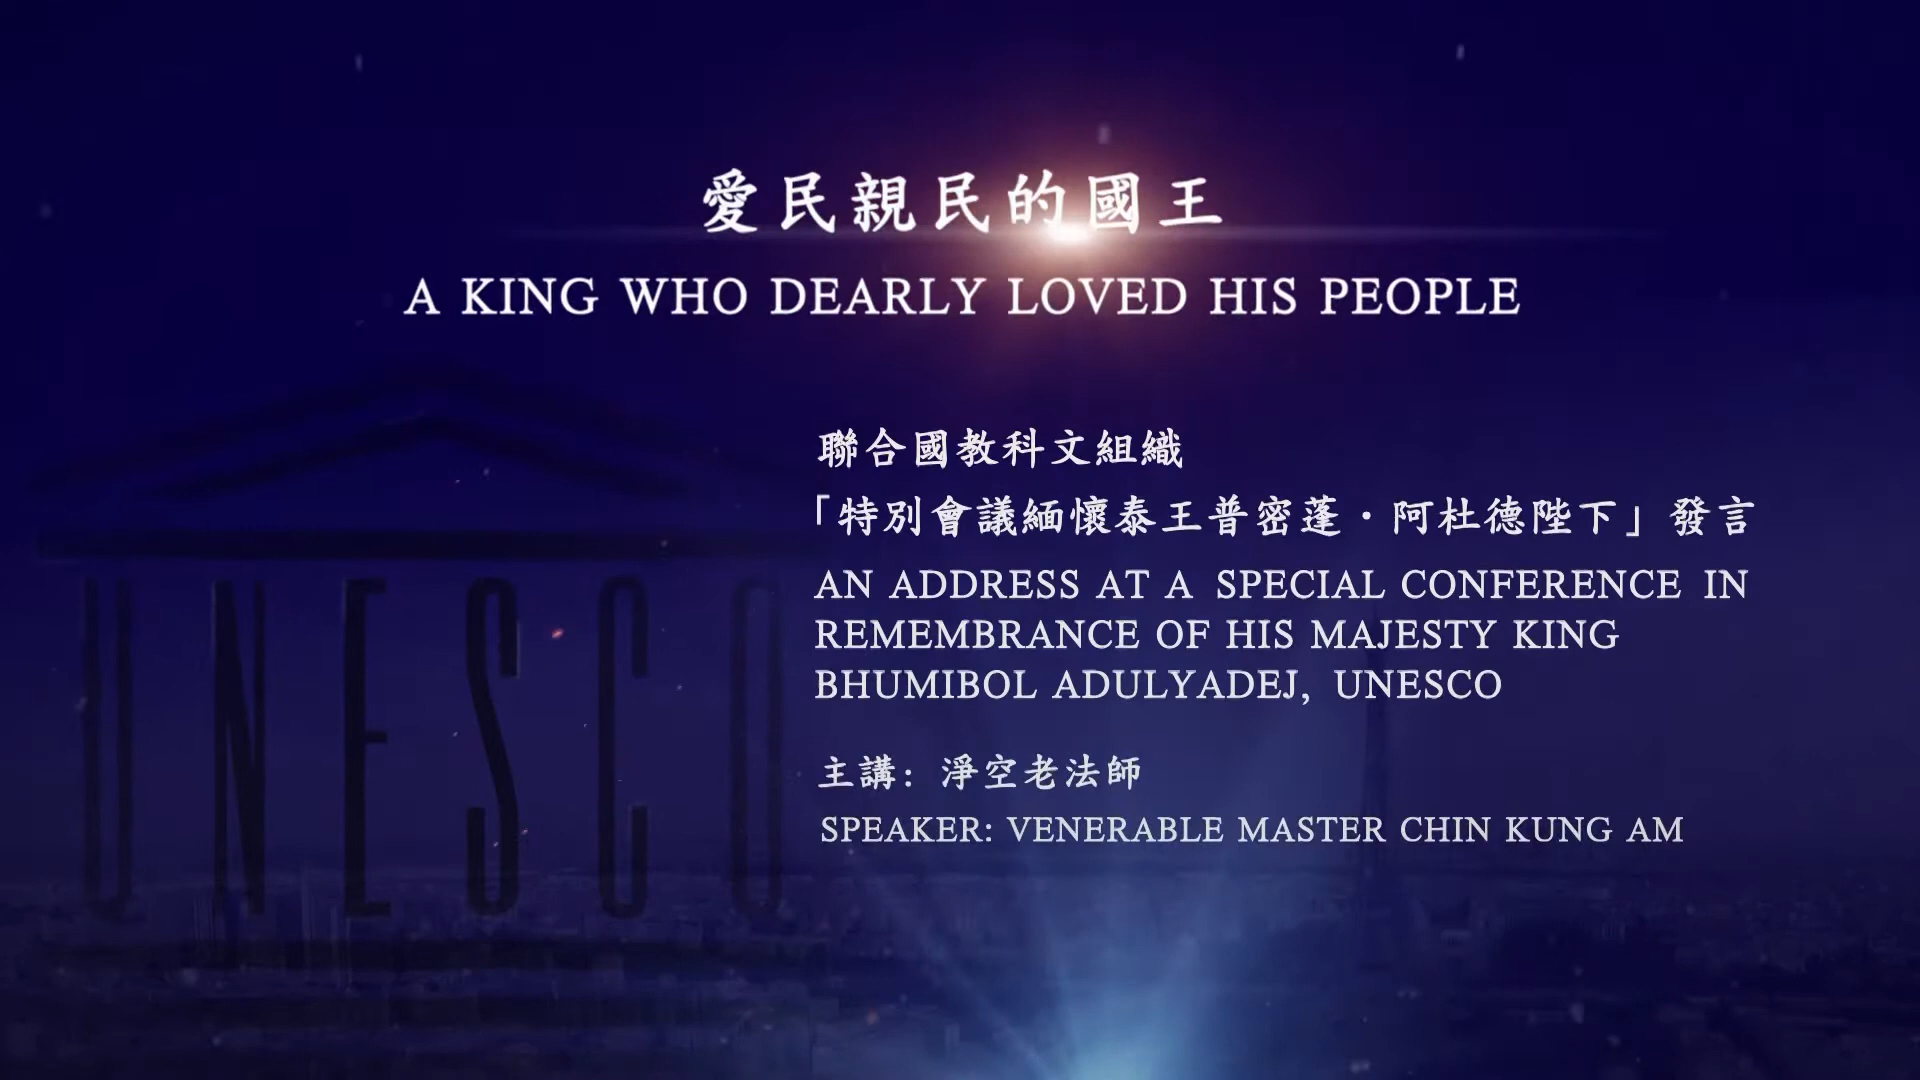 愛民親民的國王
A KING WHO DEARLY LOVED HIS PEOPLE
聯合國教科文組織
「特別會議緬懷泰王普密蓬·阿杜德陛下」發言
AN ADDRESS AT A SPECIAL CONFERENCE IN
REMEMBRANCE OF HIS MAJESTY KING
BHUMIBOL ADULYADEJ, UNESCO
主講: 淨空老法師
SPEAKER: VENERABLE MASTER CHIN KUNG AM
UNESCO